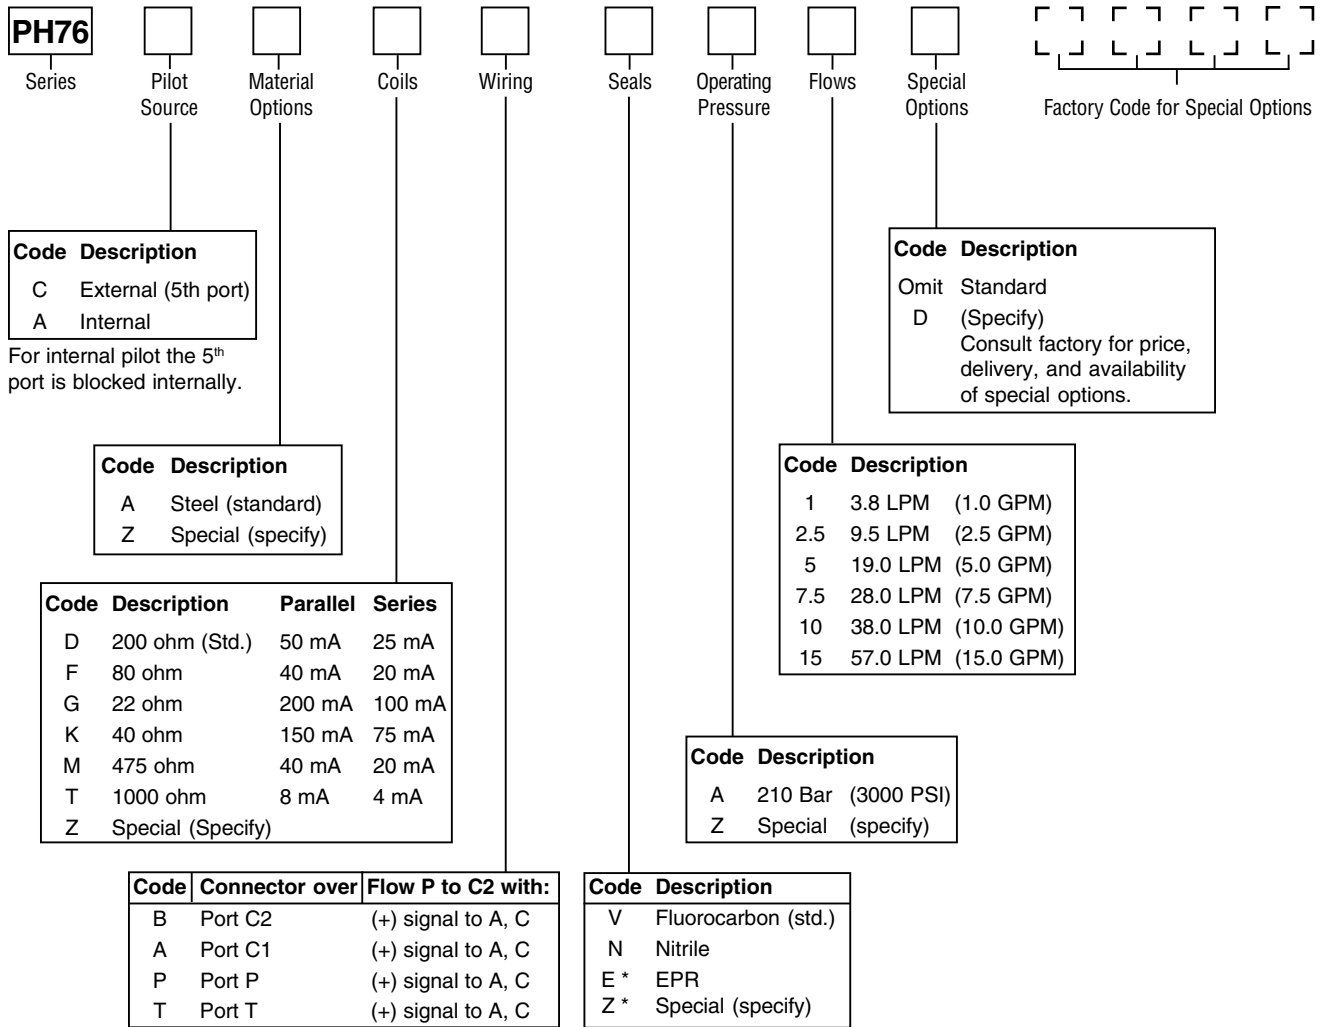 PH76
Series
Pilot Source
Material Options
Coils
Wiring
Seals
Operating Pressure
Flows
Special Options
Factory Code for Special Options
Code Description
C External (5th port)
A Internal
For internal pilot the 5th
port is blocked internally.
Code Description
Omit Standard
D (Specify)
Consult factory for price,
delivery, and availability
of special options.
Code Description
A Steel (standard)
Z Special (specify)
Code Description
1 3.8 LPM (1.0 GPM)
2.5 9.5 LPM (2.5 GPM)
5 19.0 LPM (5.0 GPM)
7.5 28.0 LPM (7.5 GPM)
10 38.0 LPM (10.0 GPM)
15 57.0 LPM (15.0 GPM)
Code Description Parallel Series
D 200 ohm (Std.) 50 mA 25 mA
F 80 ohm 40 mA 20 mA
G 22 ohm 200 mA 100 mA
K 40 ohm 150 mA 75 mA
M 475 ohm 40 mA 20 mA
T 1000 ohm 8 mA 4 mA
Z Special (Specify)
Code Description
A 210 Bar (3000 PSI)
Z Special (specify)
Code Connector over Flow P to C2 with:
B Port C2 (+) signal to A, C
A Port C1 (+) signal to A, C
P Port P (+) signal to A, C
T Port T (+) signal to A, C
Code Description
V Fluorocarbon (std.)
N Nitrile
E * EPR
Z * Special (specify)